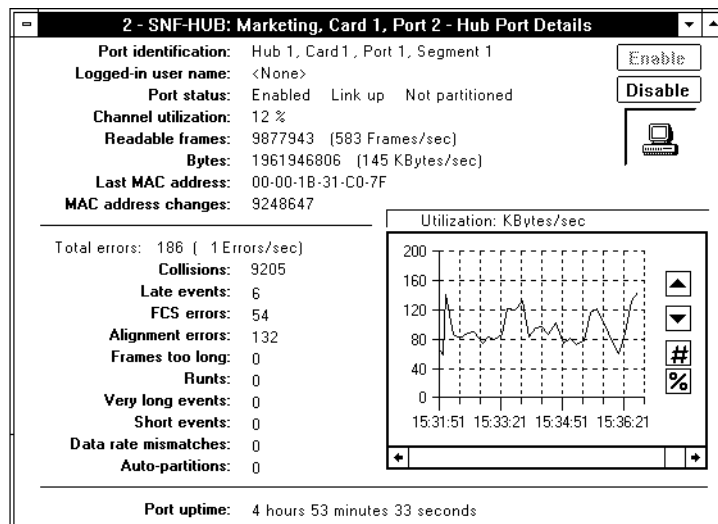 2 - SNF-HUB: Marketing, Card 1, Port 2 - Hub Port Details
Port identification: Hub 1, Card1 , Port 1, Segment 1
Enable
Logged-in user name: <None>
Port status: Enabled Link up Not partitioned
Disable
Channel utilization: 12 %
Readable frames: 9877943 (583 Frames/sec)
Bytes: 1961946806 (145 KBytes/sec)
Last MAC address: 00-00-1B-31-C0-7F
MAC address changes: 9248647
Utilization: KBytes/sec
Total errors: 186 ( 1 Errors/sec)
Collisions: 9205
Late events: 6
FCS errors: 54
Alignment errors: 132
Frames too long: 0
Runts: 0
Very long events: 0
Short events: 0
Data rate mismatches: 0
Auto-partitions: 0
200
160
120
80
40
0
15:31:51 15:33:21 15:34:51 15:36:21
#
%
Port uptime: 4 hours 53 minutes 33 seconds